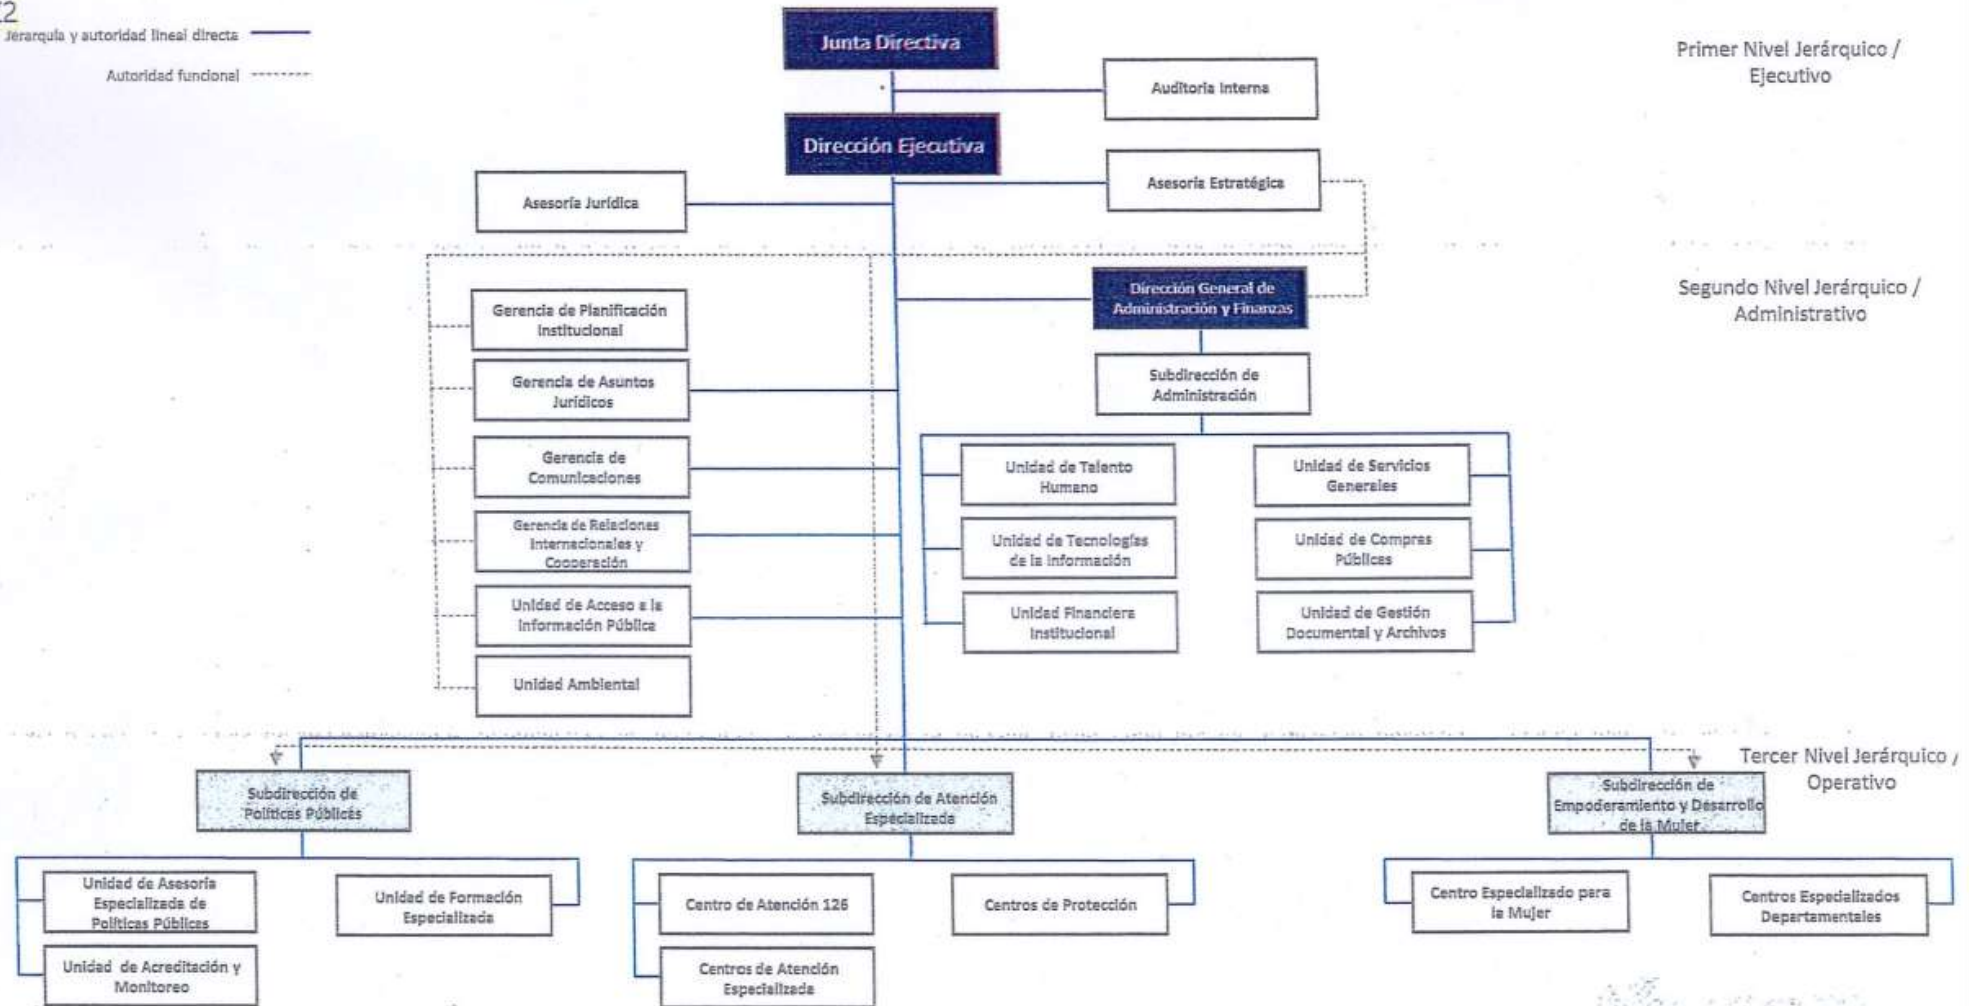 Jerarquía y autoridad lineal directa
Autoridad funcional
Junta Directiva
Auditoria Interna
Primer Nivel Jerárquico /
Ejecutivo
Dirección Ejecutiva
Asesoría Estratégica
Asesoría Jurídica
Segundo Nivel Jerárquico /
Administrativo
Dirección General de
Administración y Finanzas
Gerencia de Planificación
Institucional
Subdirección de
Administración
Gerencia de Asuntos
Jurídicos
Gerencia de
Comunicaciones
Unidad de Talento
Humano
Unidad de Servicios
Generales
Gerencia de Relaciones
Internacionales y
Cooperación
Unidad de Tecnologías
de la Información
Unidad de Compras
Públicas
Unidad de Acceso a la
Información Pública
Unidad Financiera
Institucional
Unidad de Gestión
Documental y Archivos
Unidad Ambiental
Tercer Nivel Jerárquico /
Operativo
Subdirección de
Políticas Públicas
Subdirección de Atención
Especializada
Subdirección de
Empoderamiento y Desarrollo
de la Mujer
Unidad de Asesoría
Especializada de
Políticas Públicas
Unidad de Formación
Especializada
Centro de Atención 126
Centros de Protección
Centro Especializado para
la Mujer
Centros Especializados
Departamentales
Unidad de Acreditación y
Monitoreo
Centros de Atención
Especializada